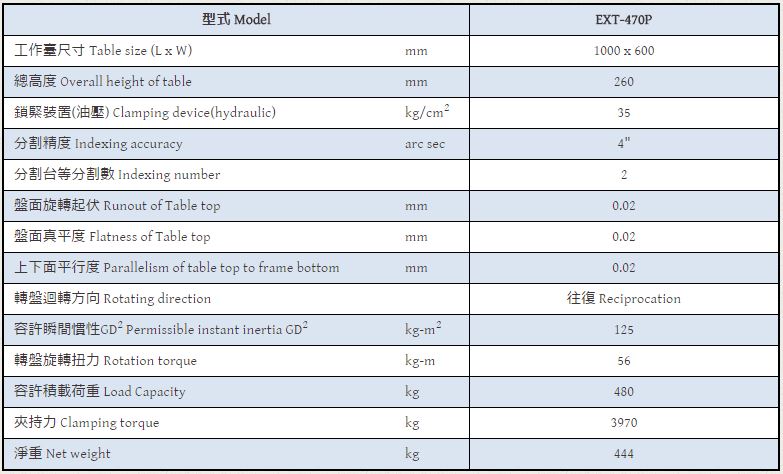 型式 Model EXT-470P
工作臺尺寸 Table size (L x W) mm 1000 x 600
總高度 Overall height of table mm 260
鎖緊裝置(油壓) Clamping device(hydraulic) kg/cm² 35
分割精度 Indexing accuracy arc sec 4"
分割台等分割數 Indexing number 2
盤面旋轉起伏 Runout of Table top mm 0.02
盤面真平度 Flatness of Table top mm 0.02
上下面平行度 Parallelism of table top to frame bottom mm 0.02
轉盤迴轉方向 Rotating direction 往復 Reciprocation
容許瞬間慣性GD² Permissible instant inertia GD² kg-m² 125
轉盤旋轉扭力 Rotation torque kg-m 56
容許積載荷重 Load Capacity kg 480
夾持力 Clamping torque kg 3970
淨重 Net weight kg 444